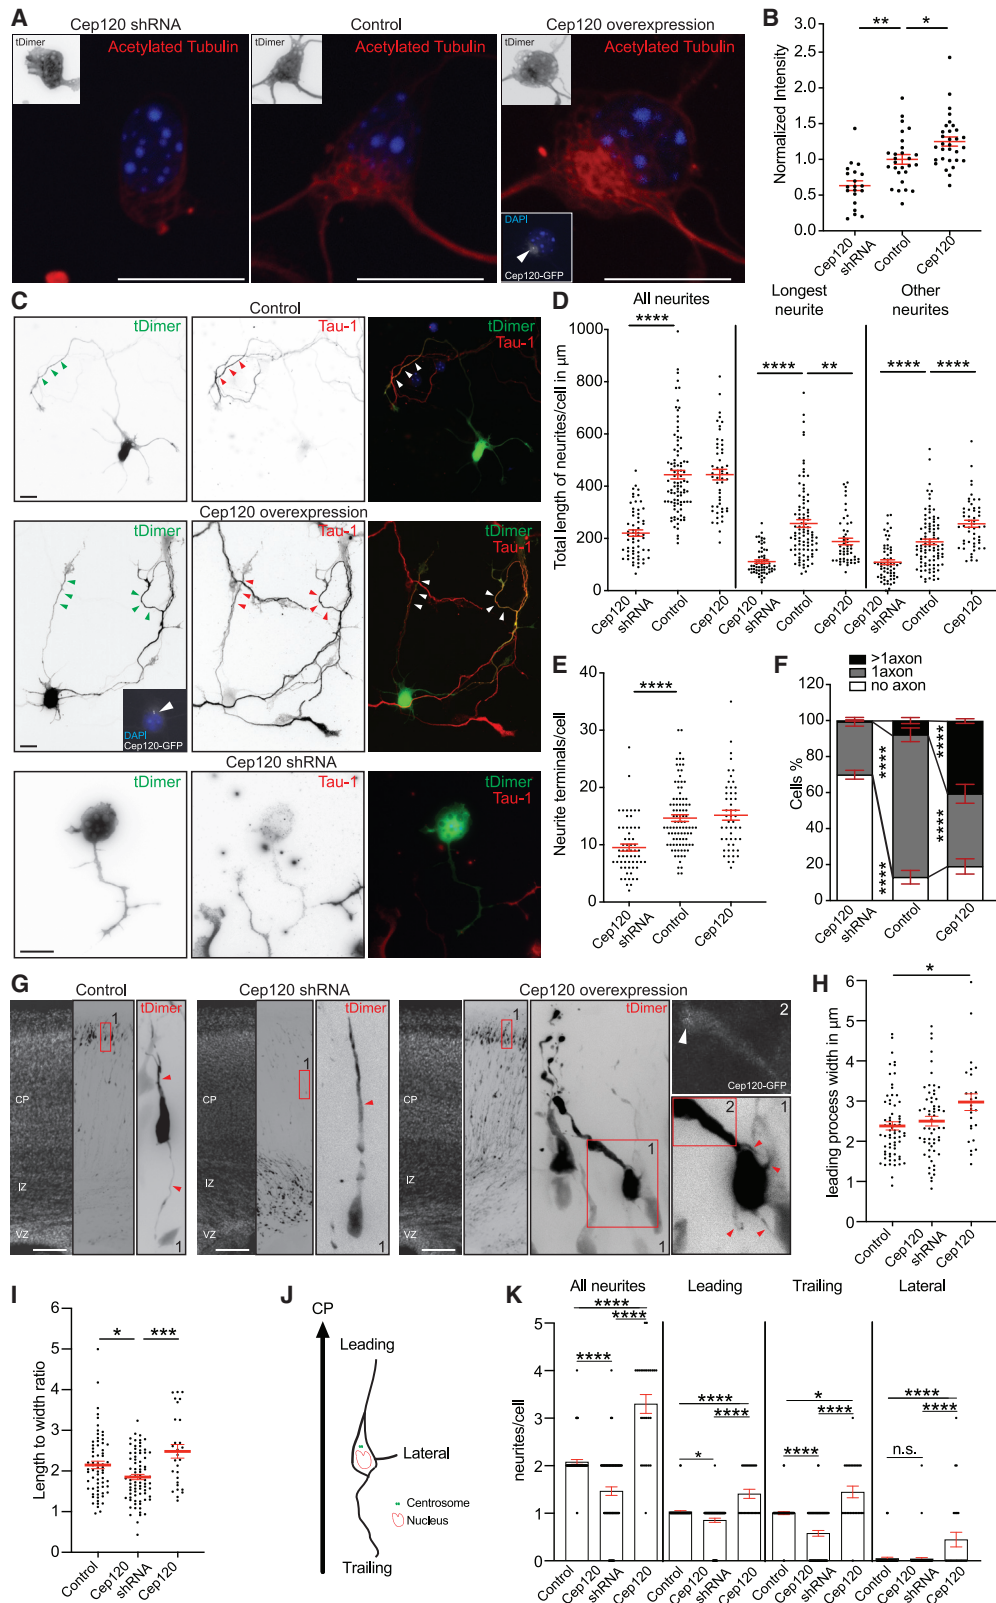 A
Cep120 shRNA
Control
Cep120 overexpression
tDimer
Acetylated Tubulin
tDimer
Acetylated Tubulin
tDimer
Acetylated Tubulin
DAPI
Cep120-GFP
B
Normalized Intensity
3.0
2.5
2.0
1.5
1.0
0.5
0.0
** *
Cep120 shRNA
Control
Cep120
C
Control
tDimer
Tau-1
tDimer
Tau-1
Cep120 overexpression
tDimer
Tau-1
tDimer
Tau-1
DAPI
Cep120-GFP
Cep120 shRNA
tDimer
Tau-1
tDimer
Tau-1
D
All neurites
Longest neurite
Other neurites
Total length of neurites/cell in µm
1000
800
600
400
200
0
**** **** ** **** ****
Cep120 shRNA
Control
Cep120
Cep120 shRNA
Control
Cep120
Cep120 shRNA
Control
Cep120
E
Neurite terminals/cell
40
30
20
10
0
****
Cep120 shRNA
Control
Cep120
F
>1axon
1axon
no axon
Cells %
120
100
80
60
40
20
0
**** **** **** ****
Cep120 shRNA
Control
Cep120
G
Control
Cep120 shRNA
Cep120 overexpression
1
tDimer
CP
IZ
VZ
1
1
tDimer
CP
IZ
VZ
1
1
tDimer
CP
IZ
VZ
1
2
Cep120-GFP
2
1
H
leading process width in µm
6
5
4
3
2
1
0
*
Control
Cep120 shRNA
Cep120
I
Length to width ratio
6
5
4
3
2
1
0
* ***
Control
Cep120 shRNA
Cep120
J
CP
Leading
Lateral
Centrosome
Nucleus
Trailing
K
All neurites
Leading
Trailing
Lateral
neurites/cell
5
4
3
2
1
0
****
****
****
****
****
*
*
****
****
****
****
n.s.
Control
Cep120 shRNA
Cep120
Control
Cep120 shRNA
Cep120
Control
Cep120 shRNA
Cep120
Control
Cep120 shRNA
Cep120